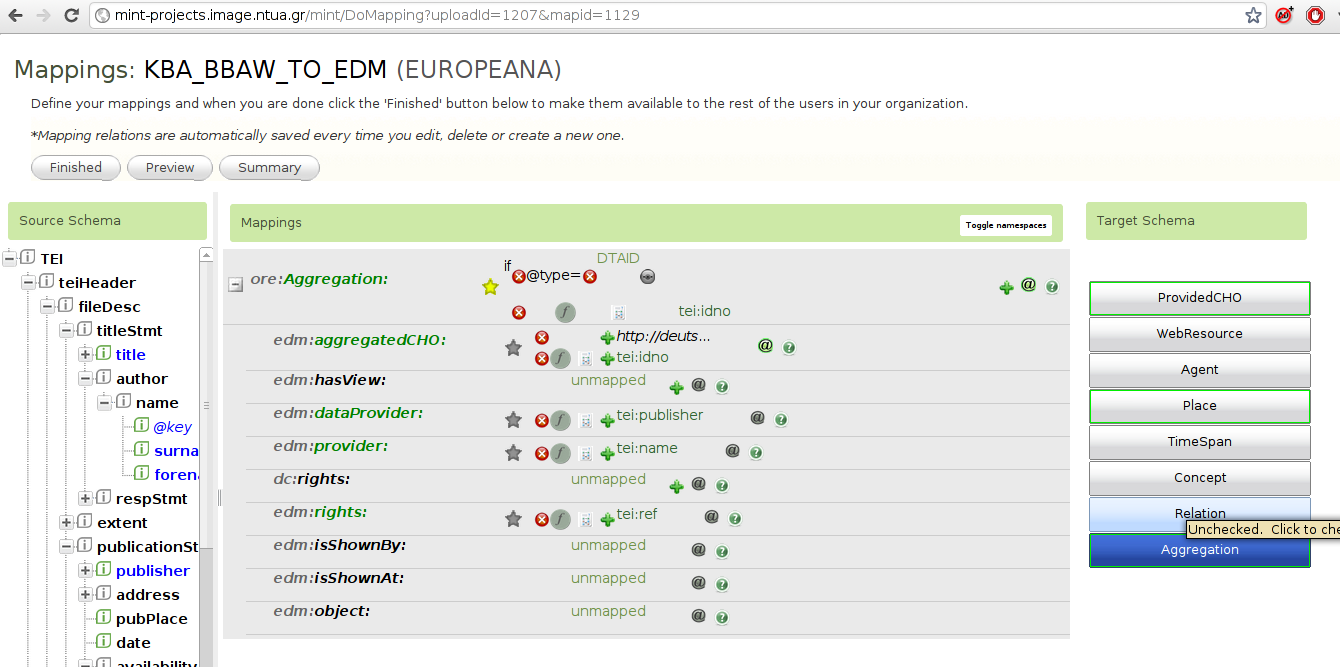 mint-projects.image.ntua.gr/mint/DoMapping?uploadId=1207&mapid=1129
Mappings: KBA_BBAW_TO_EDM (EUROPEANA)
Define your mappings and when you are done click the 'Finished' button below to make them available to the rest of the users in your organization.
*Mapping relations are automatically saved every time you edit, delete or create a new one.
Finished Preview Summary
Source Schema
TEI
teiHeader
fileDesc
titleStmt
title
author
name
@key
surna
foren
respStmt
extent
publicationSt
publisher
address
pubPlace
date
availability
Mappings
Toggle namespaces
ore:Aggregation:
if @type= DTAID
tei:idno
edm:aggregatedCHO: http://deuts...
tei:idno
edm:hasView: unmapped
edm:dataProvider: tei:publisher
edm:provider: tei:name
dc:rights: unmapped
edm:rights: tei:ref
edm:isShownBy: unmapped
edm:isShownAt: unmapped
edm:object: unmapped
Target Schema
ProvidedCHO
WebResource
Agent
Place
TimeSpan
Concept
Relation
Unchecked. Click to che
Aggregation